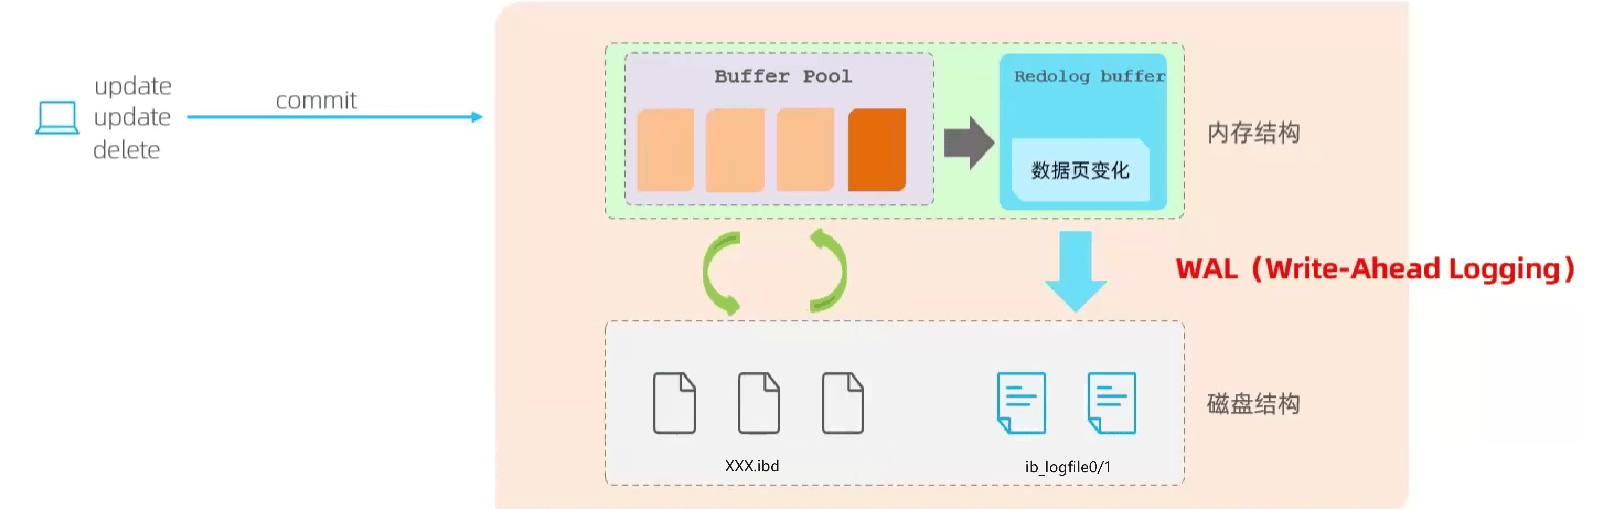 update
update
delete
commit
Buffer Pool
Redolog buffer
数据页变化
内存结构
WAL（Write-Ahead Logging）
磁盘结构
XXX.ibd
ib_logfile0/1